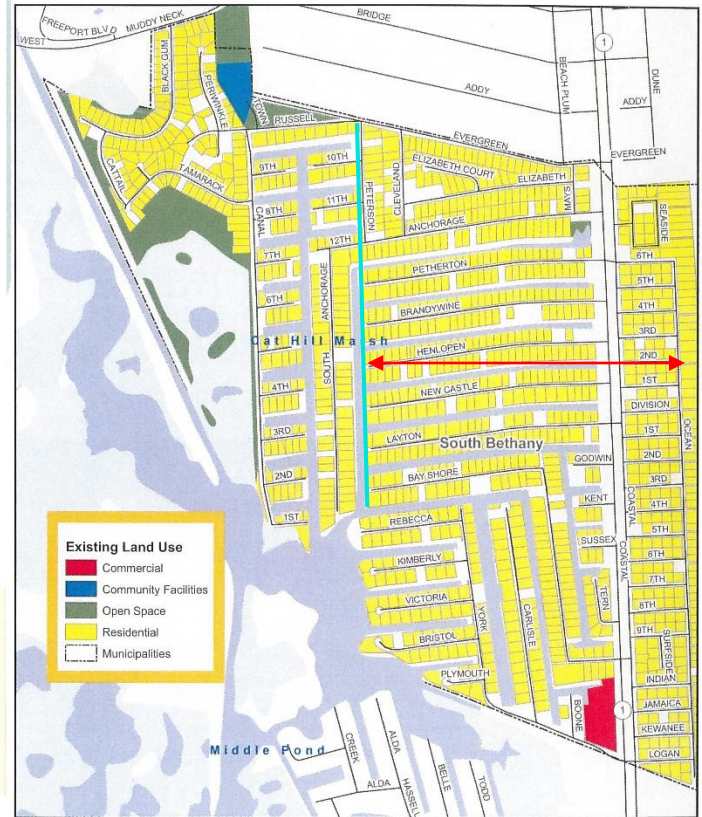 FREEPORT BLVD
MUDDY NECK
WEST
BRIDGE
1
BLACK GUM
PERIWINKLE
TOWN
BEACH PLUM
DUNE
ADDY
ADDY
RUSSELL
EVERGREEN
EVERGREEN
CATTAIL
TAMARACK
9TH
10TH
PETERSON
CLEVELAND
ELIZABETH COURT
ELIZABETH
MAYS
SEASIDE
CANAL
8TH
11TH
7TH
12TH
ANCHORAGE
6TH
PETHERTON
5TH
6TH
SOUTH ANCHORAGE
BRANDYWINE
4TH
3RD
Cat Hill Marsh
HENLOPEN
2ND
4TH
NEW CASTLE
1ST
DIVISION
3RD
LAYTON
South Bethany
1ST
OCEAN
GODWIN
2ND
2ND
BAY SHORE
3RD
KENT
COASTAL
4TH
1ST
REBECCA
SUSSEX
COASTAL
5TH
6TH
KIMBERLY
7TH
VICTORIA
YORK
CARLISLE
TERN
8TH
BRISTOL
9TH
SURFSIDE
PLYMOUTH
INDIAN
BOONE
1
JAMAICA
KEWANEE
LOGAN
Existing Land Use
Commercial
Community Facilities
Open Space
Residential
Municipalities
Middle Pond
CREEK
ALDA
ALDA
HASSELL
BELLE
TODD